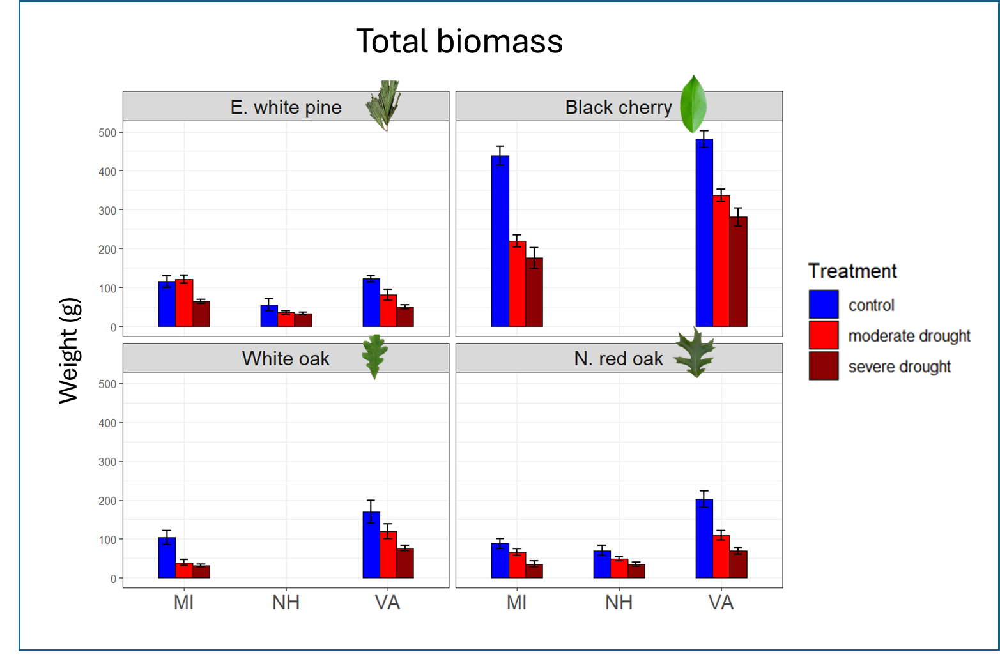 Total biomass
E. white pine
Black cherry
500
400
300
200
100
0
White oak
N. red oak
500
400
300
200
100
0
MI NH VA
MI NH VA
Weight (g)
Treatment
control
moderate drought
severe drought